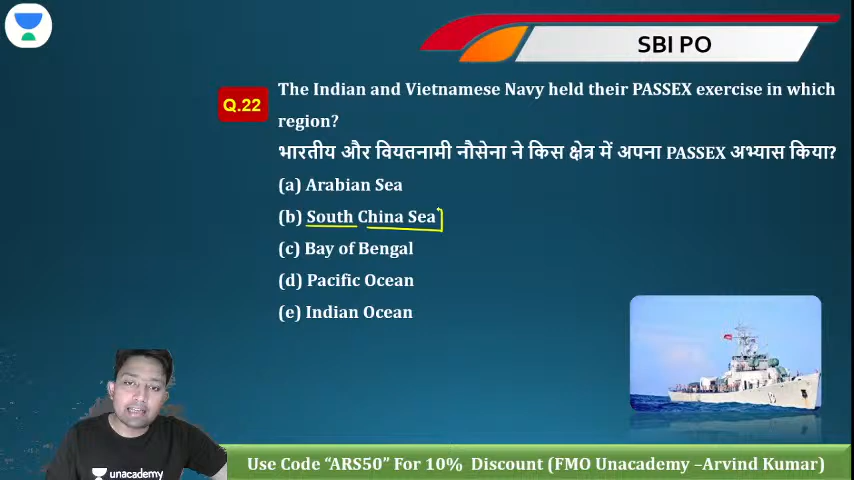 SBI PO
Q.22
The Indian and Vietnamese Navy held their PASSEX exercise in which
region?
भारतीय और वियतनामी नौसेना ने किस क्षेत्र में अपना PASSEX अभ्यास किया?
(a) Arabian Sea
(b) South China Sea
(c) Bay of Bengal
(d) Pacific Ocean
(e) Indian Ocean
unacademy
Use Code “ARS50” For 10% Discount (FMO Unacademy –Arvind Kumar)